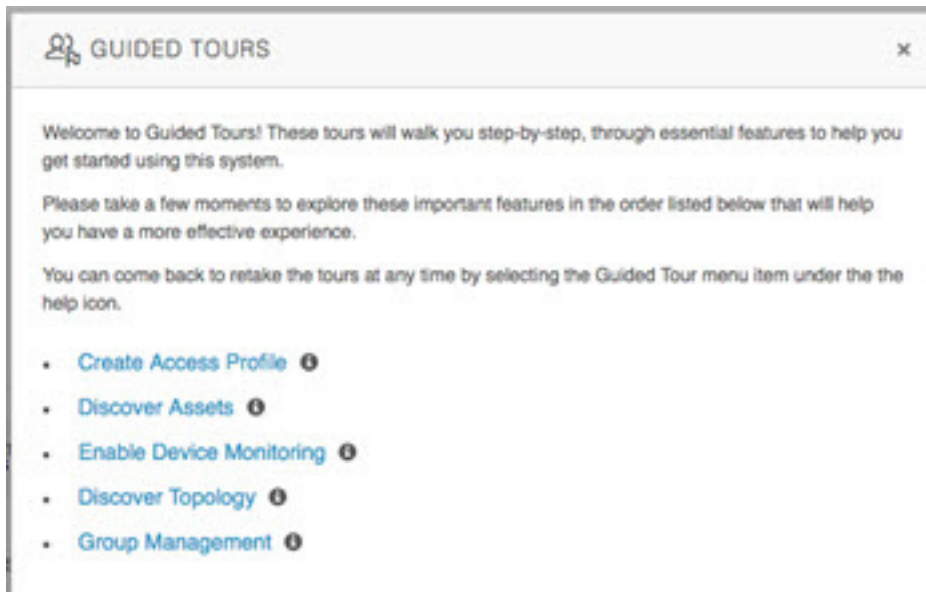 GUIDED TOURS
Welcome to Guided Tours! These tours will walk you step-by-step, through essential features to help you
get started using this system.
Please take a few moments to explore these important features in the order listed below that will help
you have a more effective experience.
You can come back to retake the tours at any time by selecting the Guided Tour menu item under the the
help icon.
Create Access Profile
Discover Assets
Enable Device Monitoring
Discover Topology
Group Management